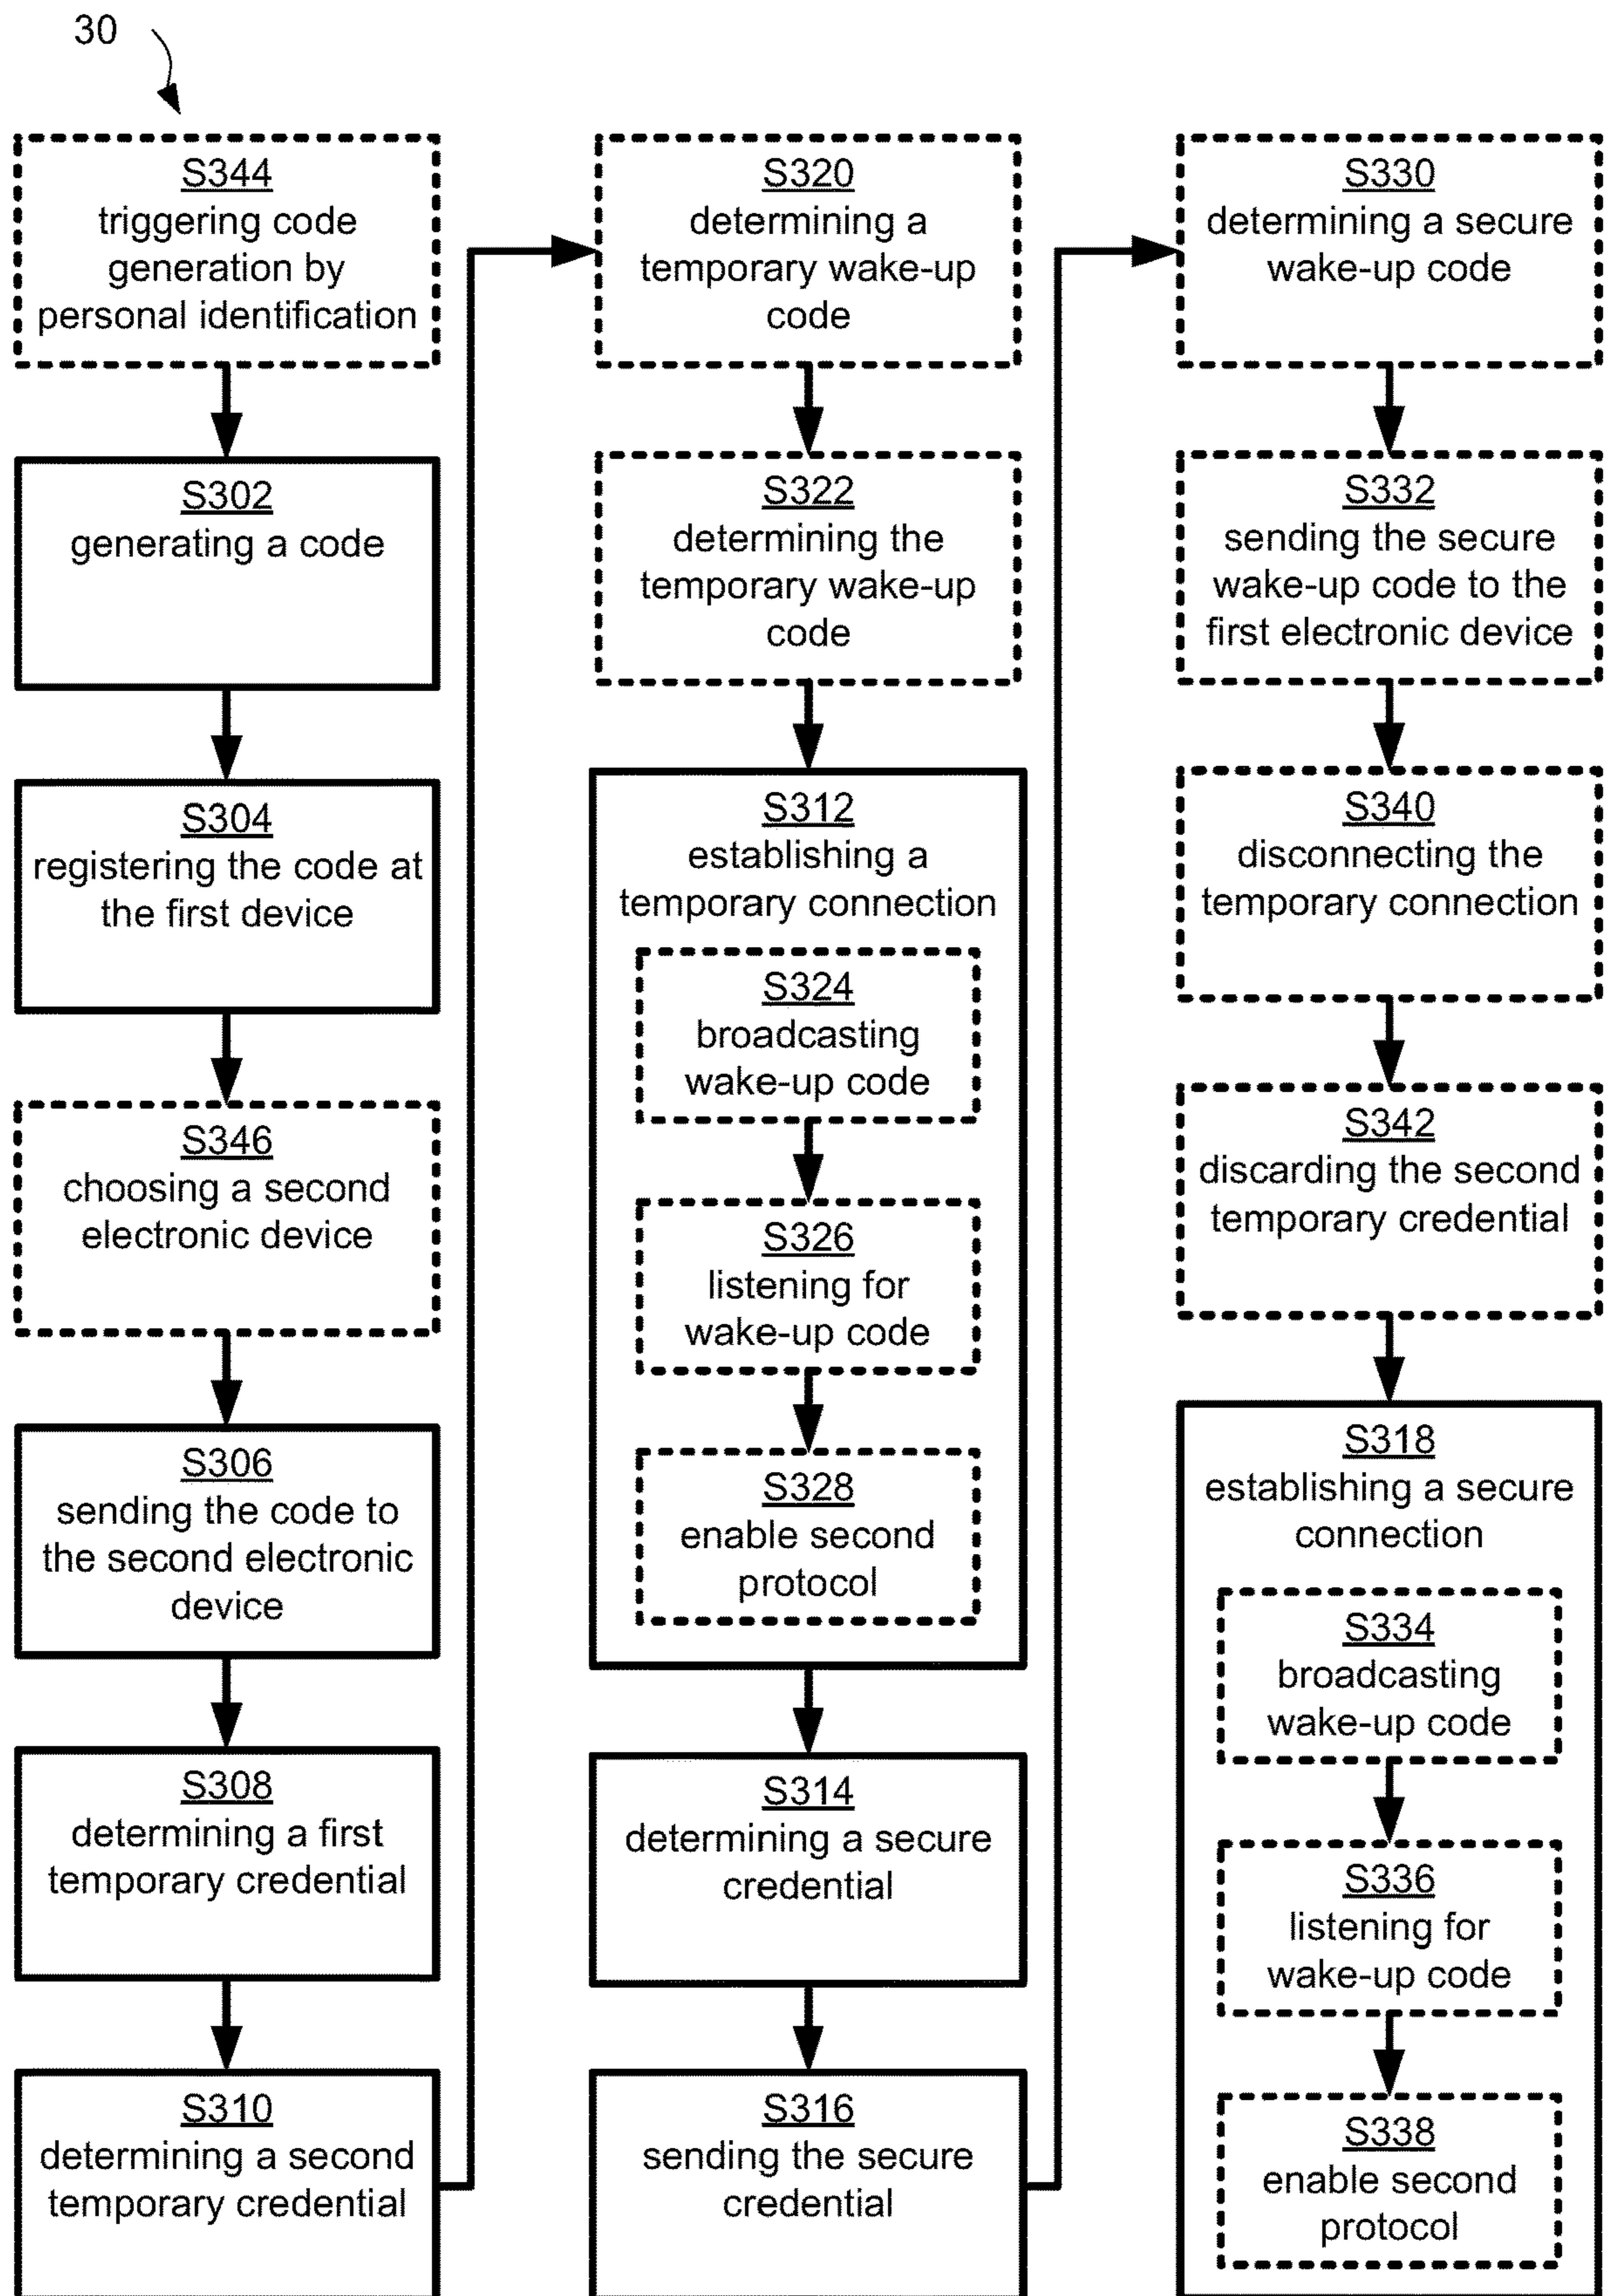 30
S344
triggering code
generation by
personal identification
S302
generating a code
S304
registering the code at
the first device
S346
choosing a second
electronic device
S306
sending the code to
the second electronic
device
S308
determining a first
temporary credential
S310
determining a second
temporary credential
S320
determining a
temporary wake-up
code
S322
determining the
temporary wake-up
code
S312
establishing a
temporary connection
S324
broadcasting
wake-up code
S326
listening for
wake-up code
S328
enable second
protocol
S314
determining a secure
credential
S316
sending the secure
credential
S330
determining a secure
wake-up code
S332
sending the secure
wake-up code to the
first electronic device
S340
disconnecting the
temporary connection
S342
discarding the second
temporary credential
S318
establishing a secure
connection
S334
broadcasting
wake-up code
S336
listening for
wake-up code
S338
enable second
protocol